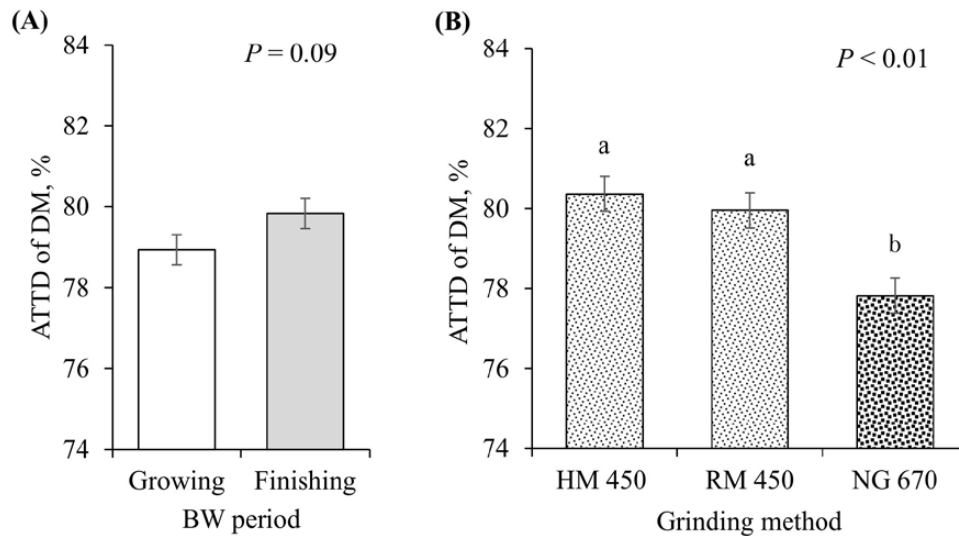 (A)
P = 0.09
ATTD of DM, %
84
82
80
78
76
74
Growing Finishing
BW period
(B)
P < 0.01
ATTD of DM, %
84
82
80
78
76
74
a
a
b
HM 450 RM 450 NG 670
Grinding method